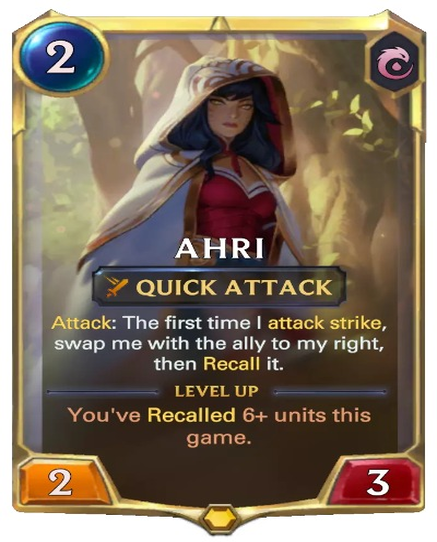 2
AHRI
QUICK ATTACK
Attack: The first time I attack strike,
swap me with the ally to my right,
then Recall it.
LEVEL UP
You've Recalled 6+ units this
game.
2
3